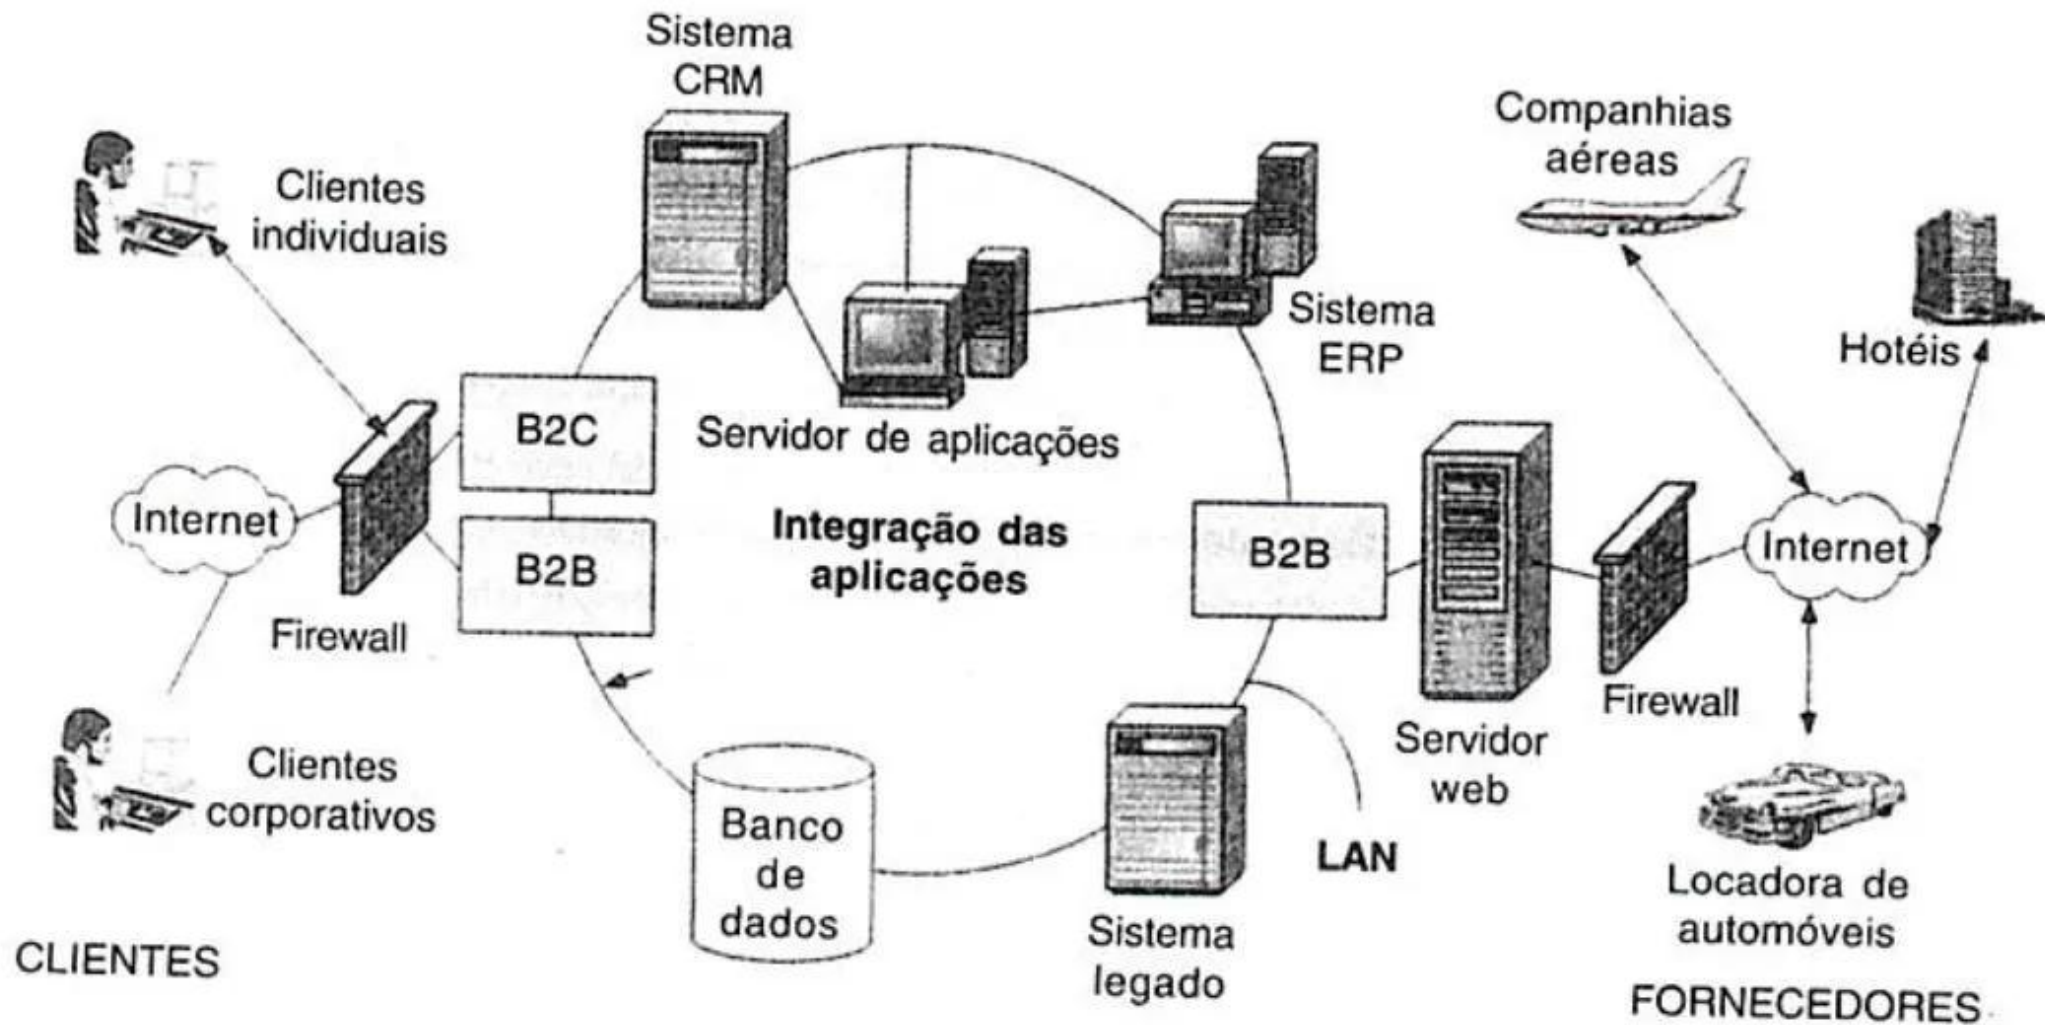 Sistema
CRM
Companhias
aéreas
Clientes
individuais
Hotéis
Sistema
ERP
B2C
Servidor de aplicações
Internet
Integração das
aplicações
B2B
B2B
Internet
Firewall
Firewall
Servidor
web
Clientes
corporativos
Banco
de
dados
LAN
Locadora de
automóveis
Sistema
legado
CLIENTES
FORNECEDORES